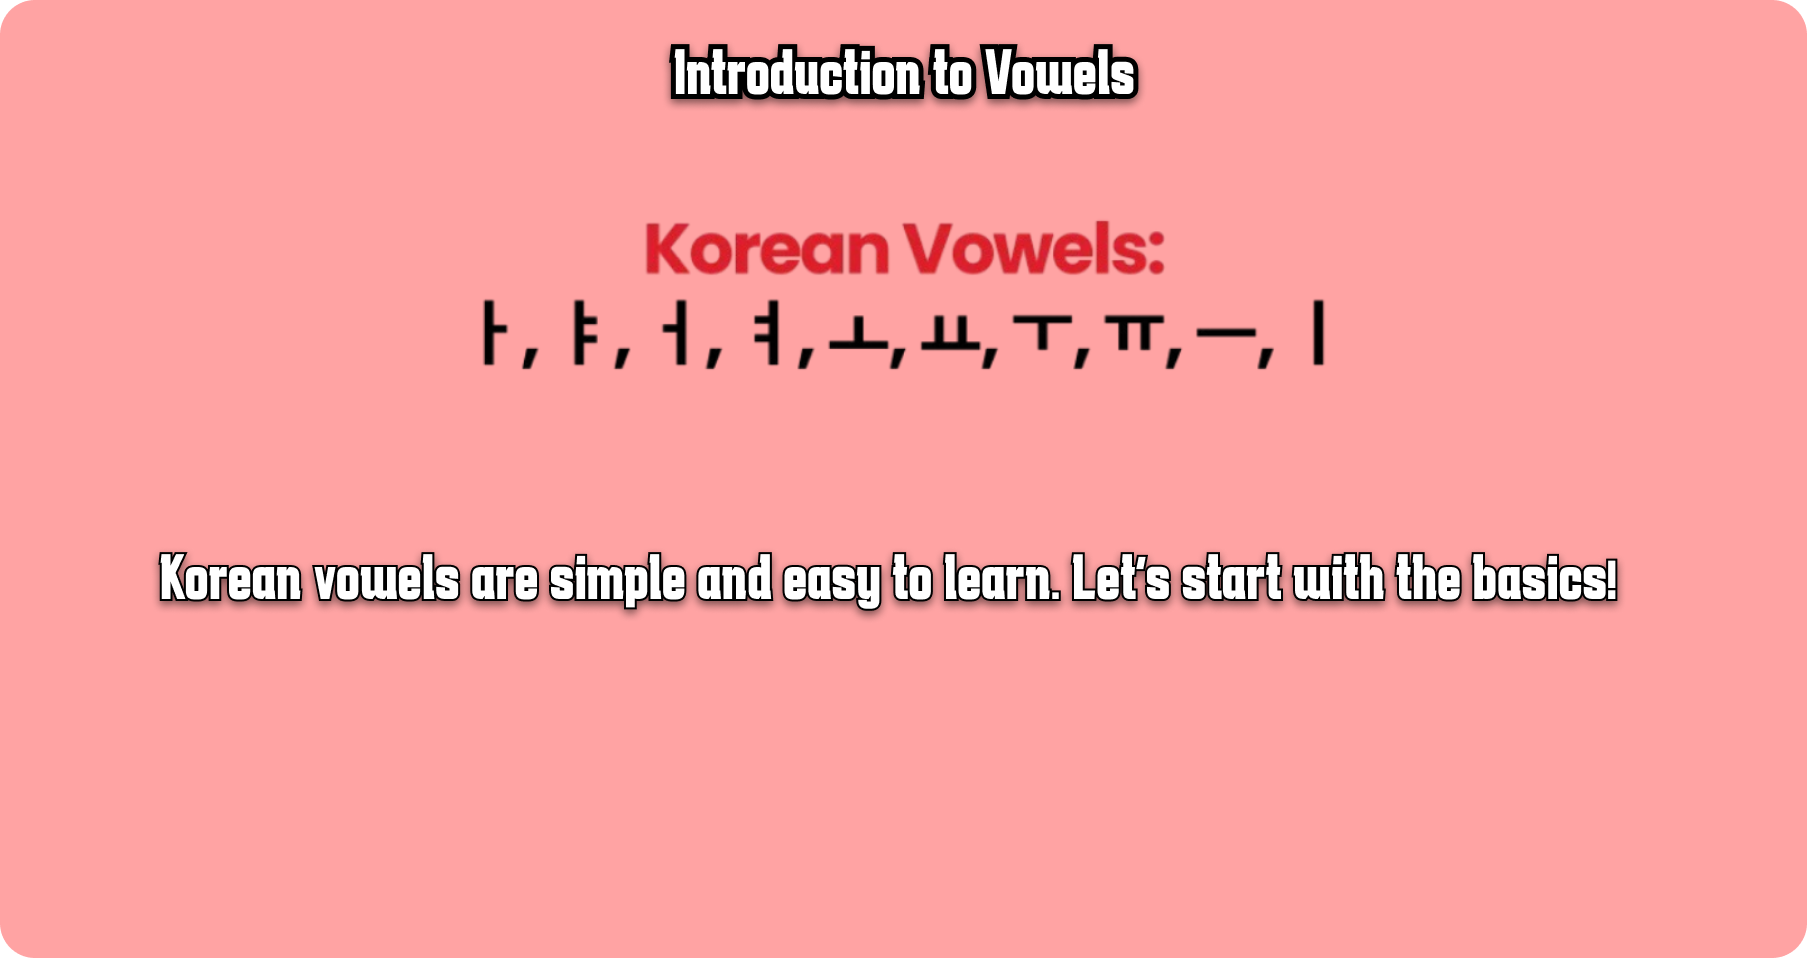 Introduction to Vowels
Korean Vowels:
ㅏ, ㅑ, ㅓ, ㅕ, ㅗ, ㅛ, ㅜ, ㅠ, ㅡ, ㅣ
Korean vowels are simple and easy to learn. Let's start with the basics!